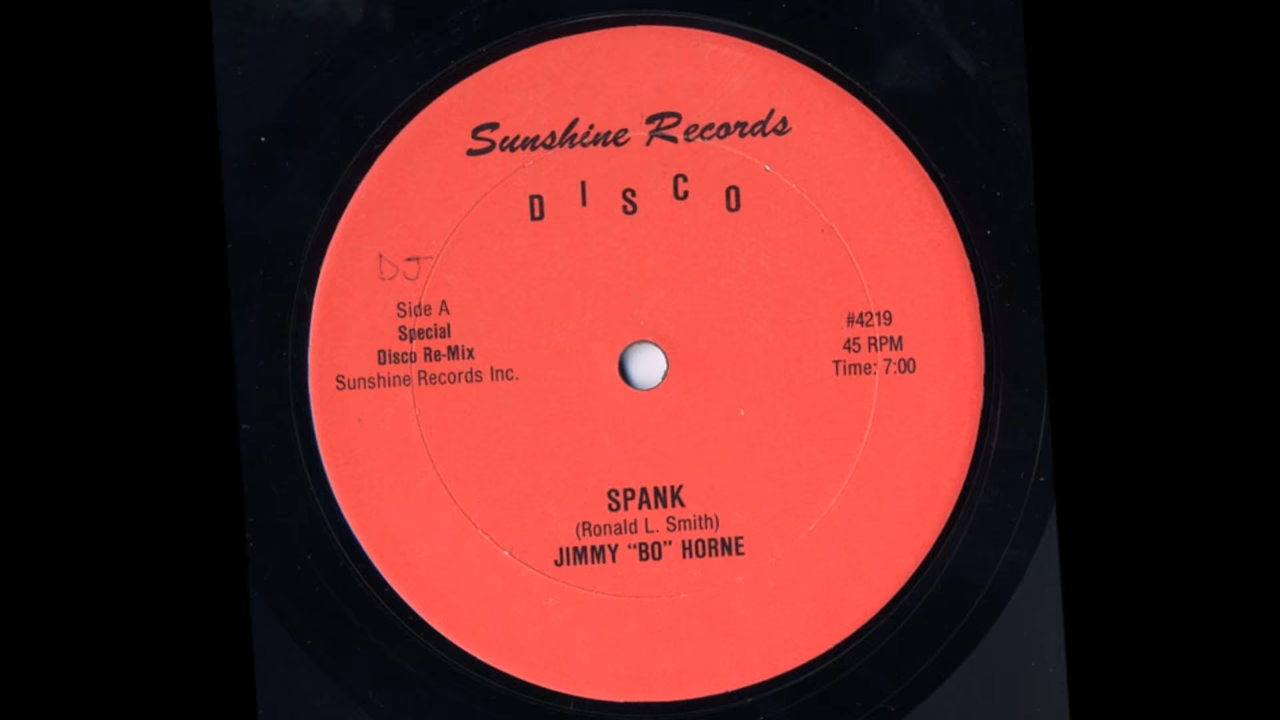 Sunshine Records
DISCO
DJ
Side A
Special
Disco Re-Mix
Sunshine Records Inc.
#4219
45 RPM
Time: 7:00
SPANK
(Ronald L. Smith)
JIMMY “BO” HORNE